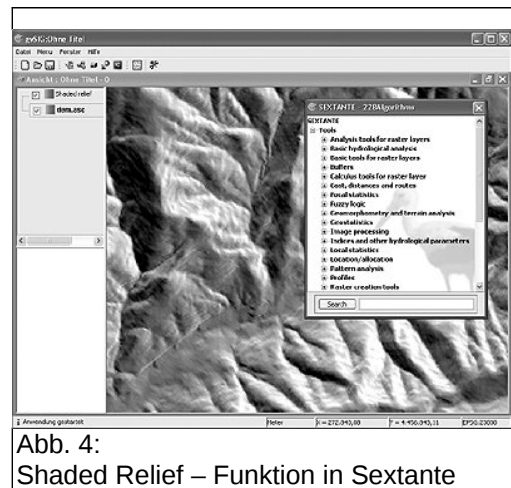 gvSIG:Ohne Titel
Datei Menu Fenster Hilfe
Ansicht : Ohne Titel - 0
Shaded relief
dem.asc
SEXTANTE - 228Algorithms
SEXTANTE
Tools
Analysis tools for raster layers
Basic hydrological analysis
Basic tools for raster layers
Buffers
Calculus tools for raster layer
Cost, distances and routes
Focal statistics
Fuzzy logic
Geomorphometry and terrain analysis
Geostatistics
Image processing
Indices and other hydrological parameters
Local statistics
Location/allocation
Pattern analysis
Profiles
Raster creation tools
Search
Anwendung gestartet
Meter
EPSG:23030
Abb. 4:
Shaded Relief – Funktion in Sextante